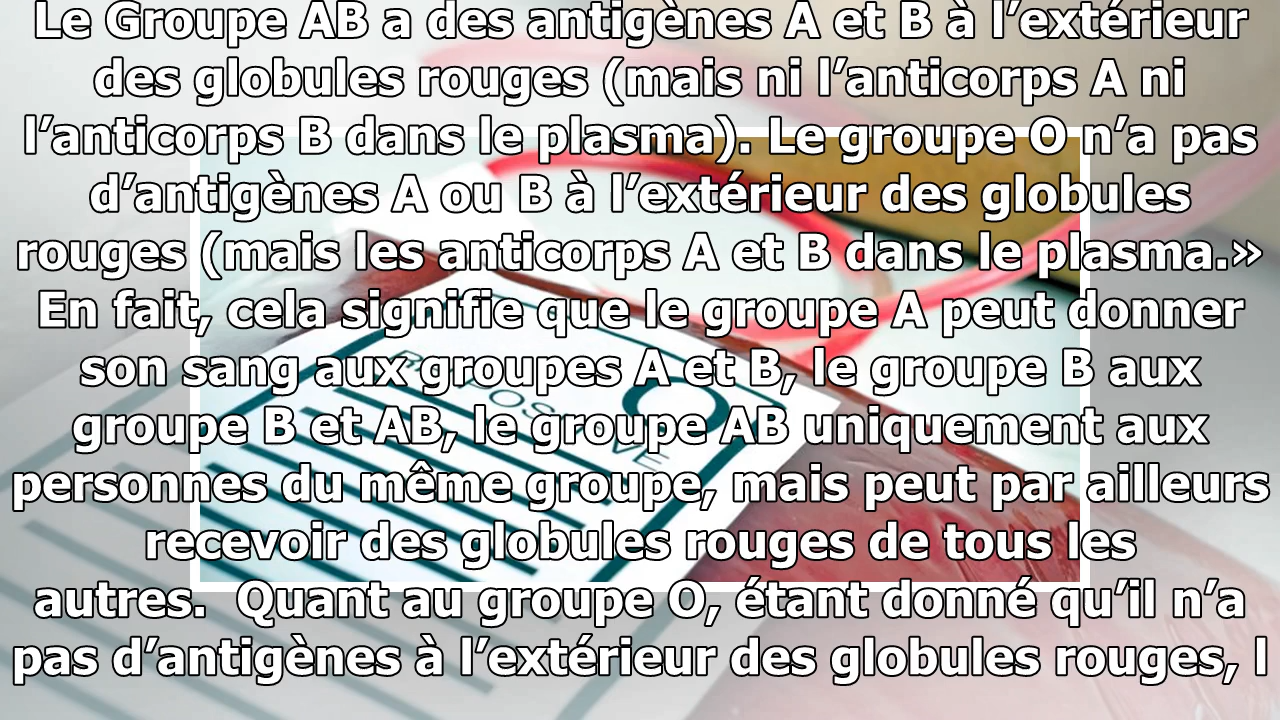 Le Groupe AB a des antigènes A et B à l’extérieur
des globules rouges (mais ni l’anticorps A ni
l’anticorps B dans le plasma). Le groupe O n’a pas
d’antigènes A ou B à l’extérieur des globules
rouges (mais les anticorps A et B dans le plasma.»
En fait, cela signifie que le groupe A peut donner
son sang aux groupes A et B, le groupe B aux
groupe B et AB, le groupe AB uniquement aux
personnes du même groupe, mais peut par ailleurs
recevoir des globules rouges de tous les
autres.  Quant au groupe O, étant donné qu’il n’a
pas d’antigènes à l’extérieur des globules rouges, l
O